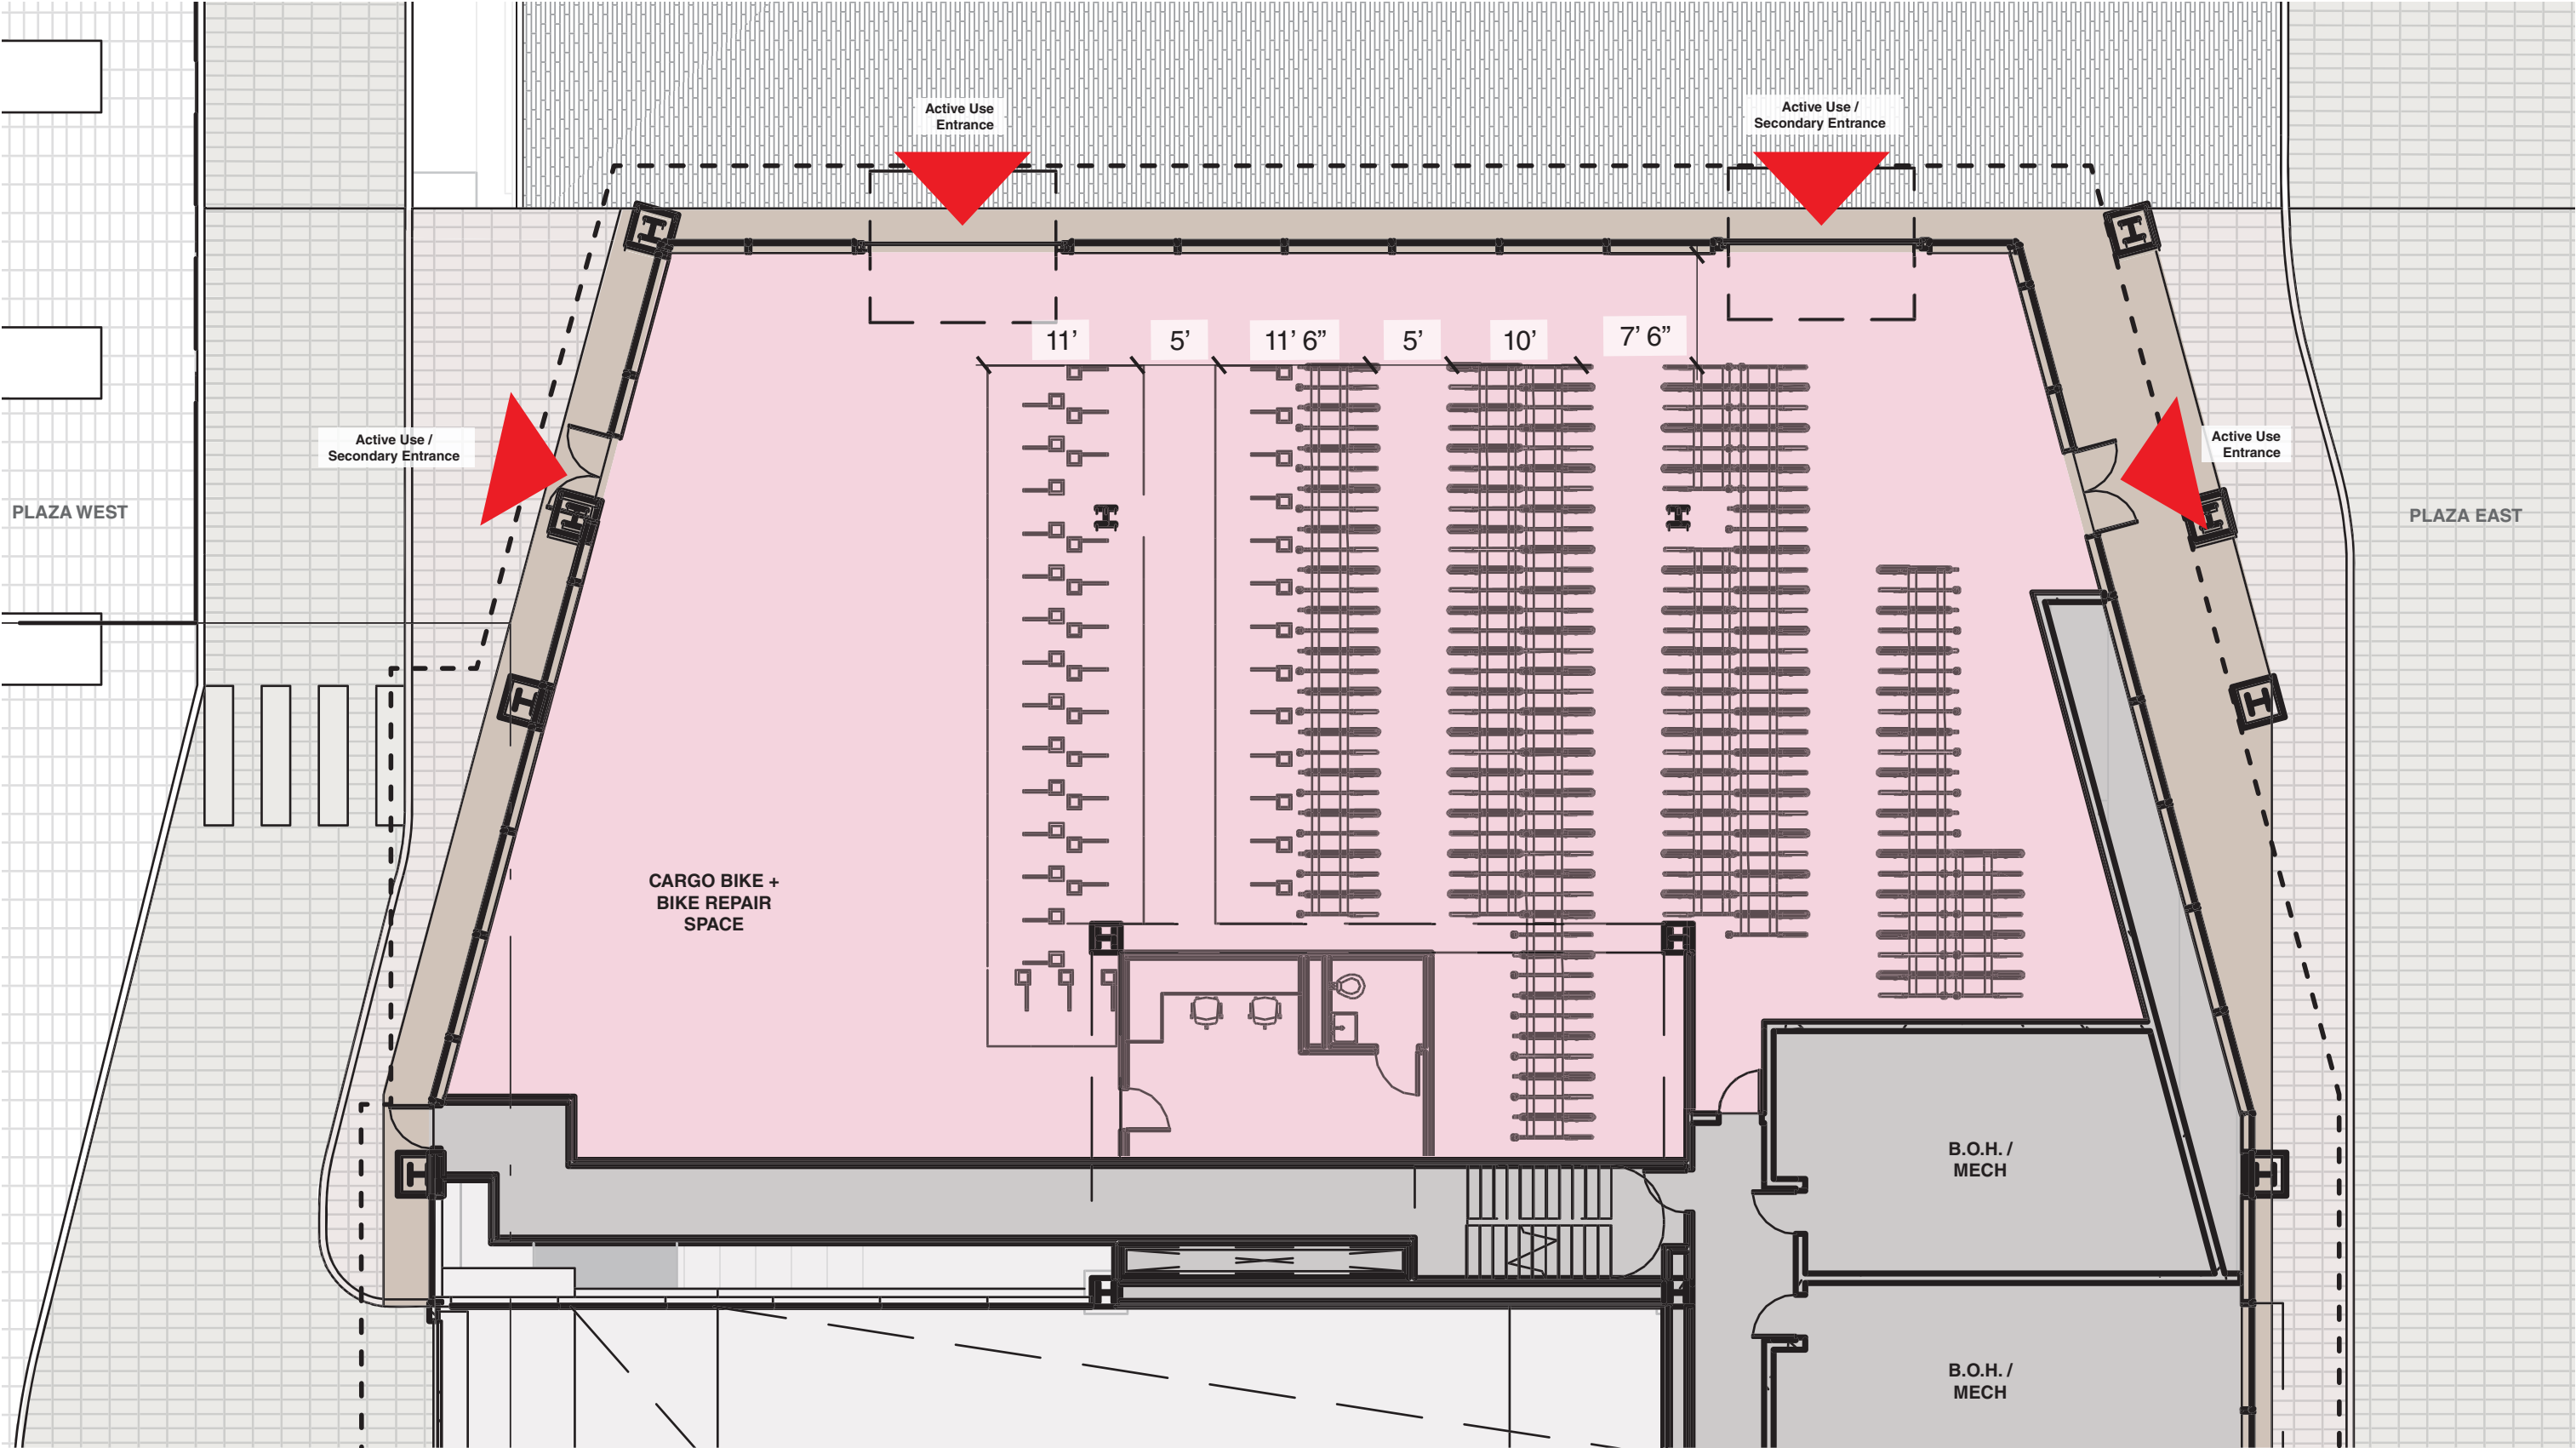 Active Use
Entrance
Active Use /
Secondary Entrance
11’
5’
11’ 6”
5’
10’
7’ 6”
Active Use /
Secondary Entrance
Active Use
Entrance
PLAZA WEST
PLAZA EAST
CARGO BIKE +
BIKE REPAIR
SPACE
B.O.H. /
MECH
B.O.H. /
MECH